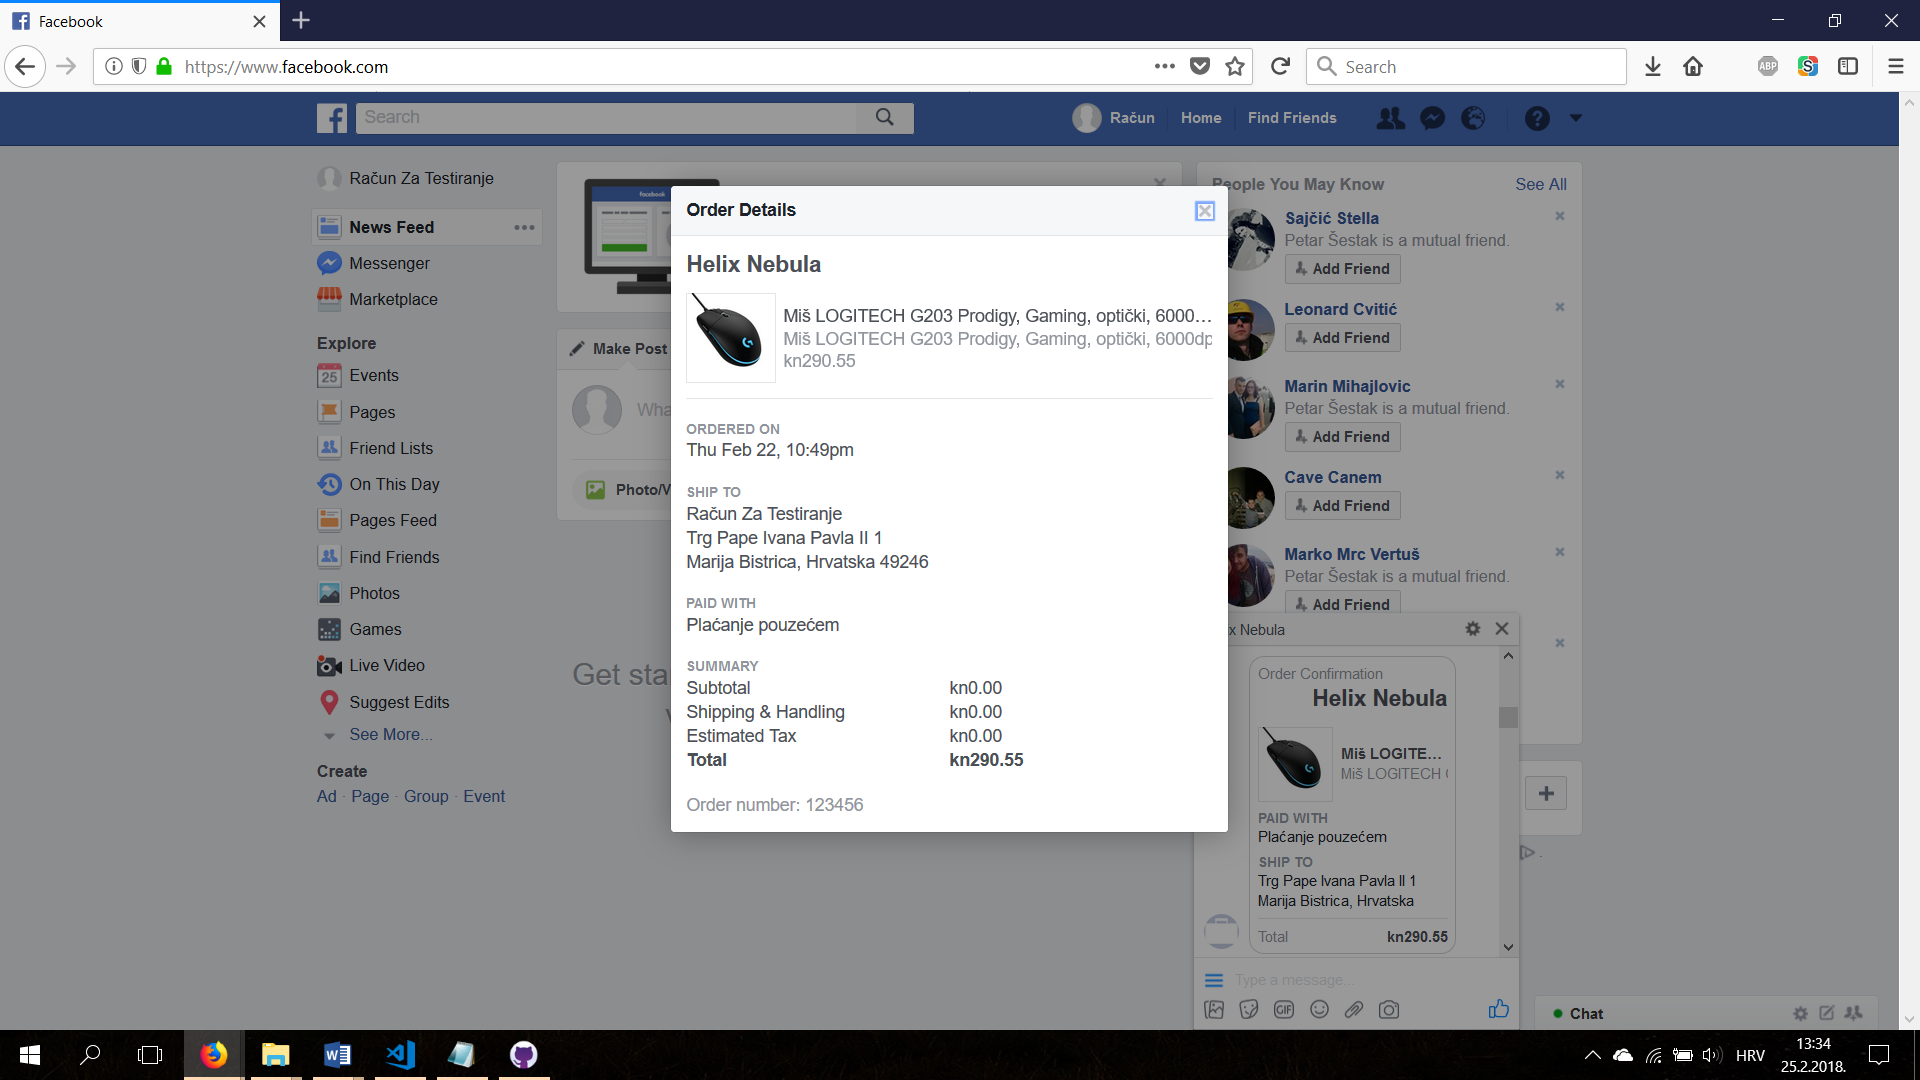 Facebook
https://www.facebook.com
Search
ABP
S
Search
Račun
Home
Find Friends
Račun Za Testiranje
News Feed
Messenger
Marketplace
Explore
25
Events
Pages
Friend Lists
On This Day
Pages Feed
Find Friends
Photos
Games
Live Video
Suggest Edits
See More...
Create
Ad · Page · Group · Event
facebook
Make Post
Wha
Photo/V
Get sta
Order Details
Helix Nebula
Miš LOGITECH G203 Prodigy, Gaming, optički, 6000...
Miš LOGITECH G203 Prodigy, Gaming, optički, 6000dp
kn290.55
ORDERED ON
Thu Feb 22, 10:49pm
SHIP TO
Račun Za Testiranje
Trg Pape Ivana Pavla II 1
Marija Bistrica, Hrvatska 49246
PAID WITH
Plaćanje pouzećem
SUMMARY
Subtotal kn0.00
Shipping & Handling kn0.00
Estimated Tax kn0.00
Total kn290.55
Order number: 123456
People You May Know
See All
Sajčić Stella
Petar Šestak is a mutual friend.
Add Friend
Leonard Cvitić
Add Friend
Marin Mihajlovic
Petar Šestak is a mutual friend.
Add Friend
Cave Canem
Add Friend
Marko Mrc Vertuš
Petar Šestak is a mutual friend.
Add Friend
x Nebula
Order Confirmation
Helix Nebula
Miš LOGITE...
Miš LOGITECH
PAID WITH
Plaćanje pouzećem
SHIP TO
Trg Pape Ivana Pavla II 1
Marija Bistrica, Hrvatska
Total kn290.55
Type a message...
GIF
Chat
HRV
13:34
25.2.2018.